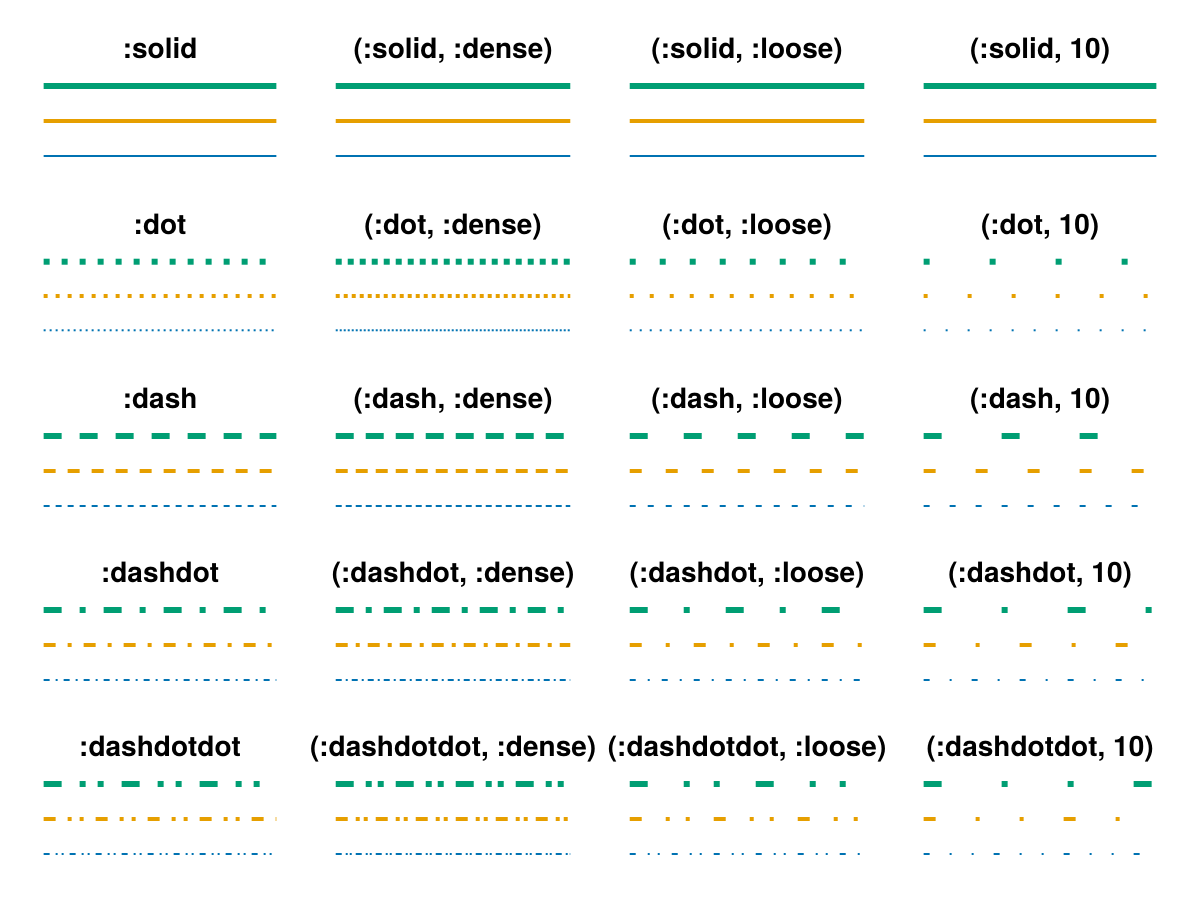 :solid
(:solid, :dense)
(:solid, :loose)
(:solid, 10)
:dot
(:dot, :dense)
(:dot, :loose)
(:dot, 10)
:dash
(:dash, :dense)
(:dash, :loose)
(:dash, 10)
:dashdot
(:dashdot, :dense)
(:dashdot, :loose)
(:dashdot, 10)
:dashdotdot
(:dashdotdot, :dense)
(:dashdotdot, :loose)
(:dashdotdot, 10)